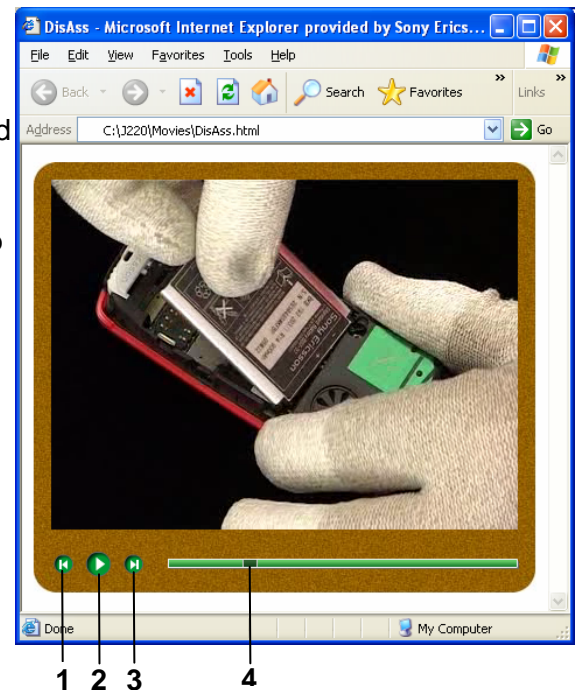 DisAss - Microsoft Internet Explorer provided by Sony Erics...
File Edit View Favorites Tools Help
Back Search Favorites » Links »
d Address C:\J220\Movies\DisAss.html Go
o
Sony Ericsson
Done My Computer
1 2 3 4